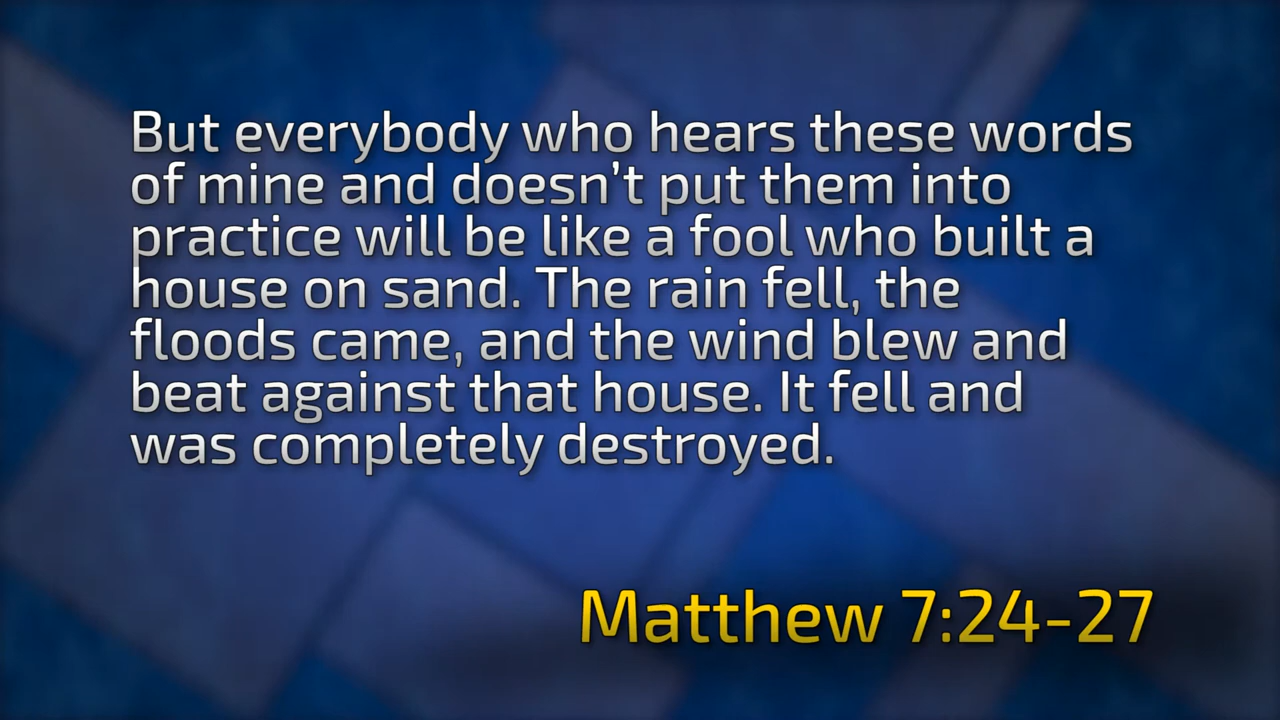 But everybody who hears these words
of mine and doesn’t put them into
practice will be like a fool who built a
house on sand. The rain fell, the
floods came, and the wind blew and
beat against that house. It fell and
was completely destroyed.
Matthew 7:24-27